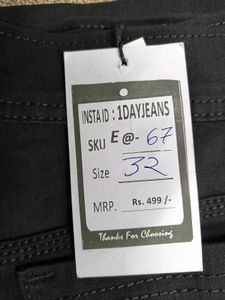 INSTA ID : 1DAYJEANS
SKU E @- 67
Size 32
MRP. Rs. 499 /-
Thanks For Choosing